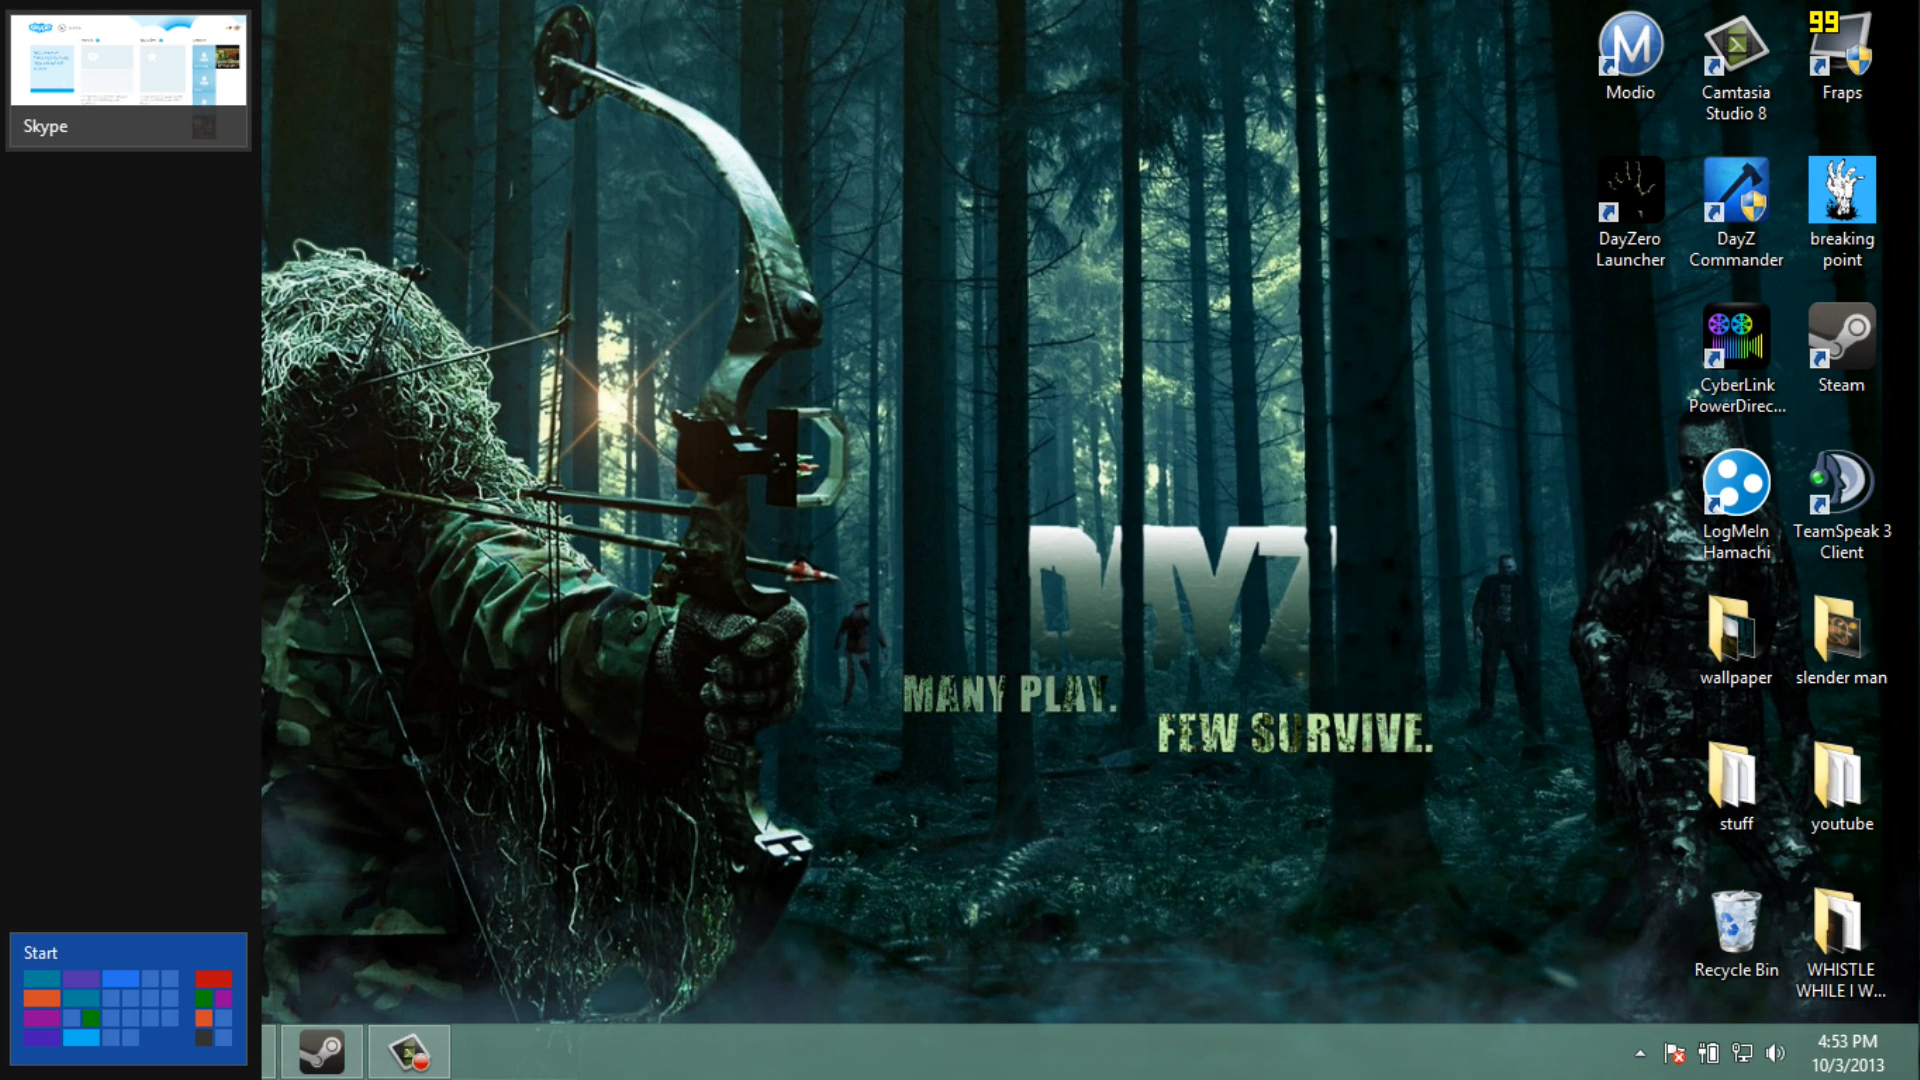 Skype
99
Modio
Camtasia
Studio 8
Fraps
DayZero
Launcher
DayZ
Commander
breaking
point
CyberLink
PowerDirec...
Steam
LogMeIn
Hamachi
TeamSpeak 3
Client
DAYZ
MANY PLAY.
FEW SURVIVE.
wallpaper
slender man
stuff
youtube
Recycle Bin
WHISTLE
WHILE I W...
Start
4:53 PM
10/3/2013